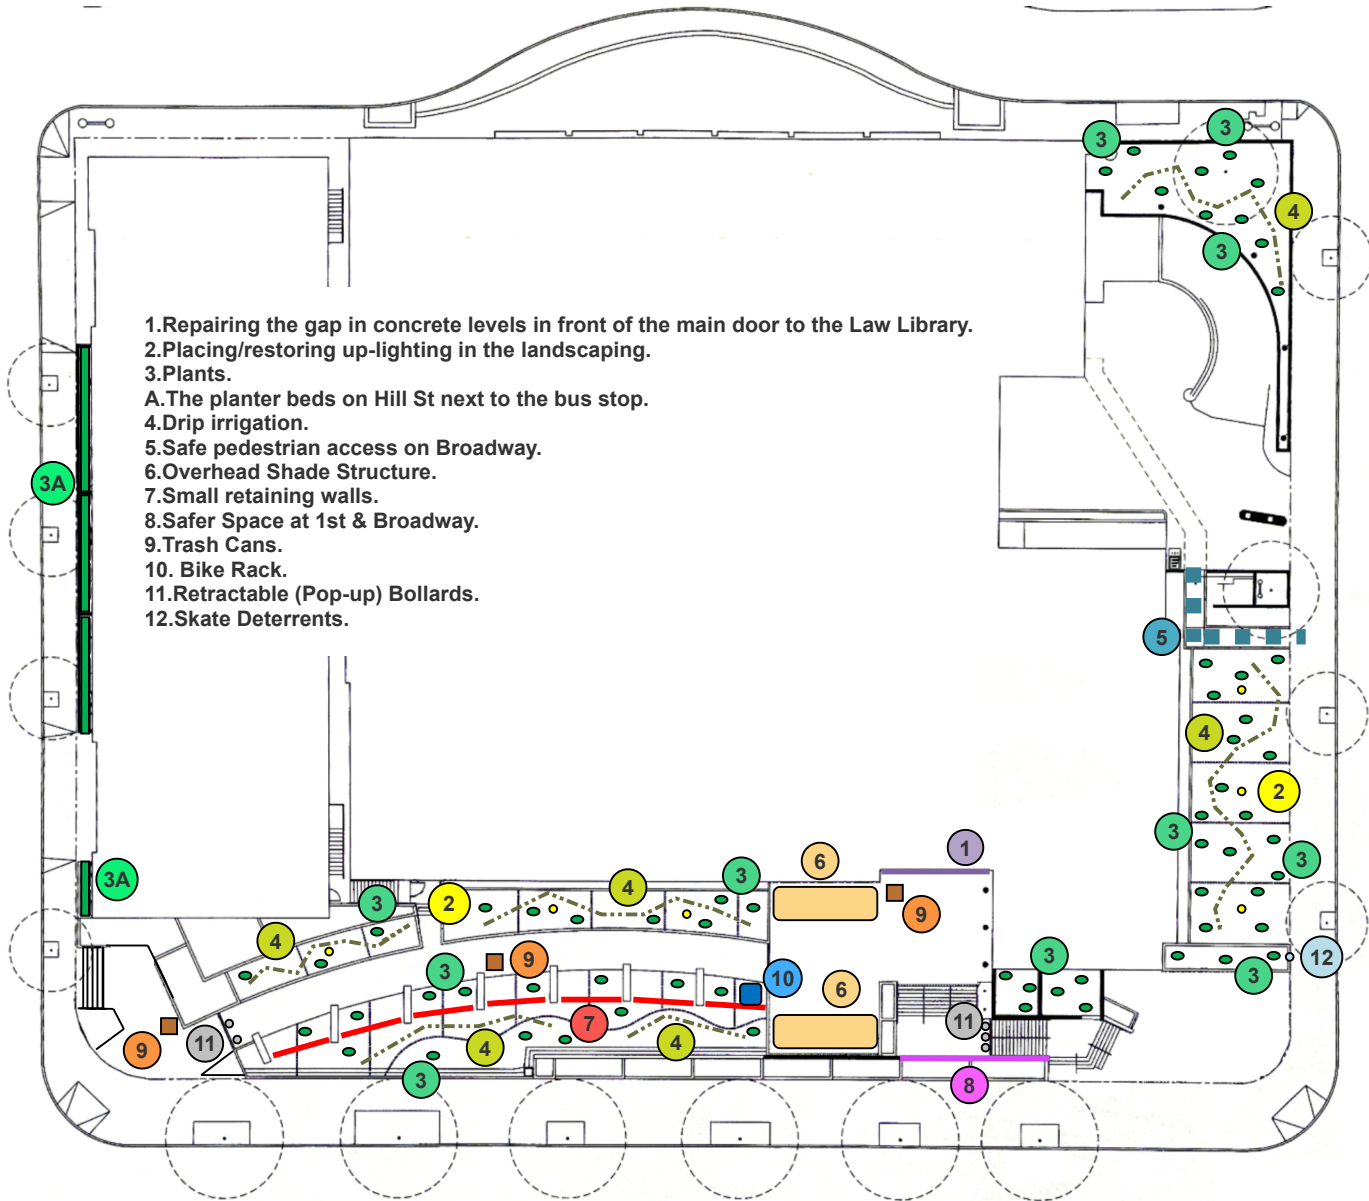 3
3
4
3
1.Repairing the gap in concrete levels in front of the main door to the Law Library.
2.Placing/restoring up-lighting in the landscaping.
3.Plants.
A.The planter beds on Hill St next to the bus stop.
4.Drip irrigation.
5.Safe pedestrian access on Broadway.
6.Overhead Shade Structure.
7.Small retaining walls.
8.Safer Space at 1st & Broadway.
9.Trash Cans.
10. Bike Rack.
11.Retractable (Pop-up) Bollards.
12.Skate Deterrents.
3A
5
4
2
3
3
1
6
3A
3
4
3
2
9
4
3
9
10
6
3
12
3
11
7
11
9
4
4
3
8